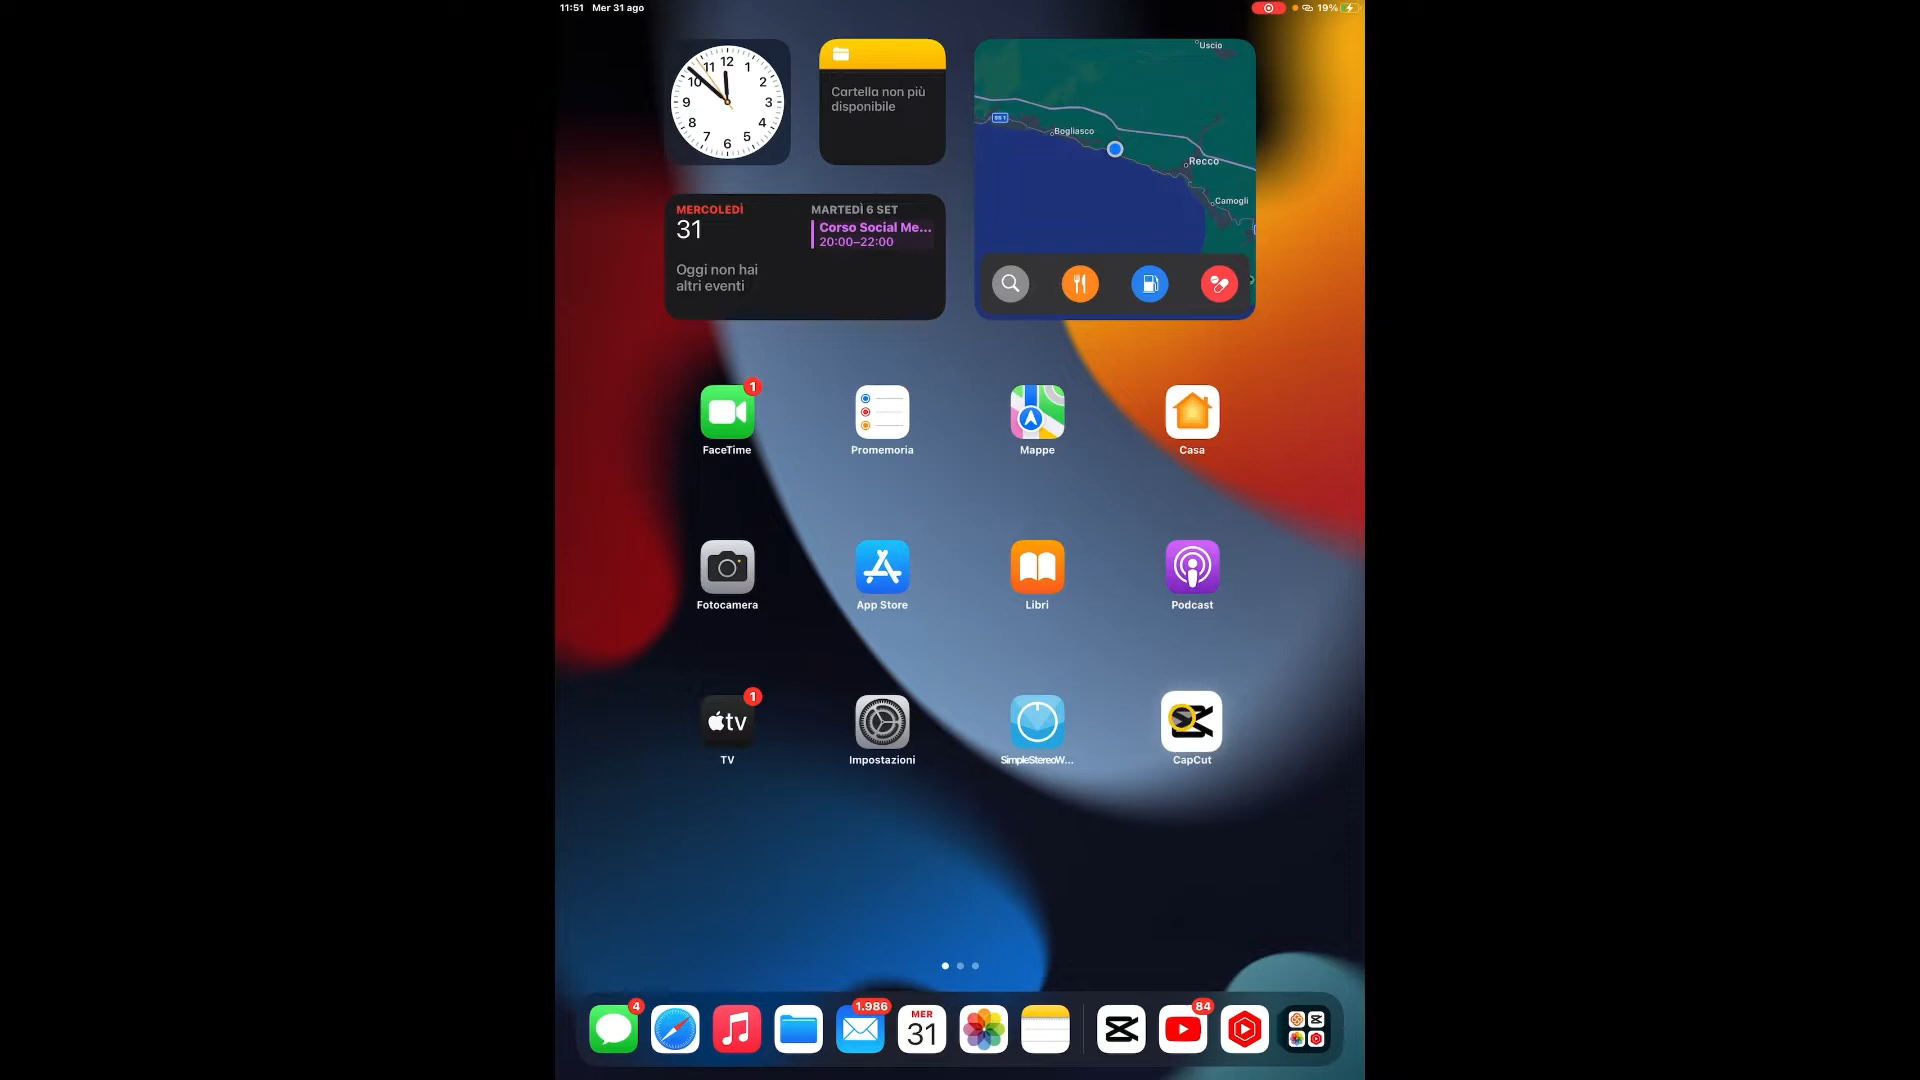 11:51 Mer 31 ago
19%
12
1
2
3
4
5
6
7
8
9
10
11
Cartella non più
disponibile
Uscio
SS 1
Bogliasco
Recco
Camogli
MERCOLEDÌ
31
Oggi non hai
altri eventi
MARTEDÌ 6 SET
Corso Social Me...
20:00–22:00
1
FaceTime
Promemoria
Mappe
Casa
Fotocamera
App Store
Libri
Podcast
1
tv
TV
Impostazioni
SimpleStereoW...
CapCut
4
1.986
MER
31
84